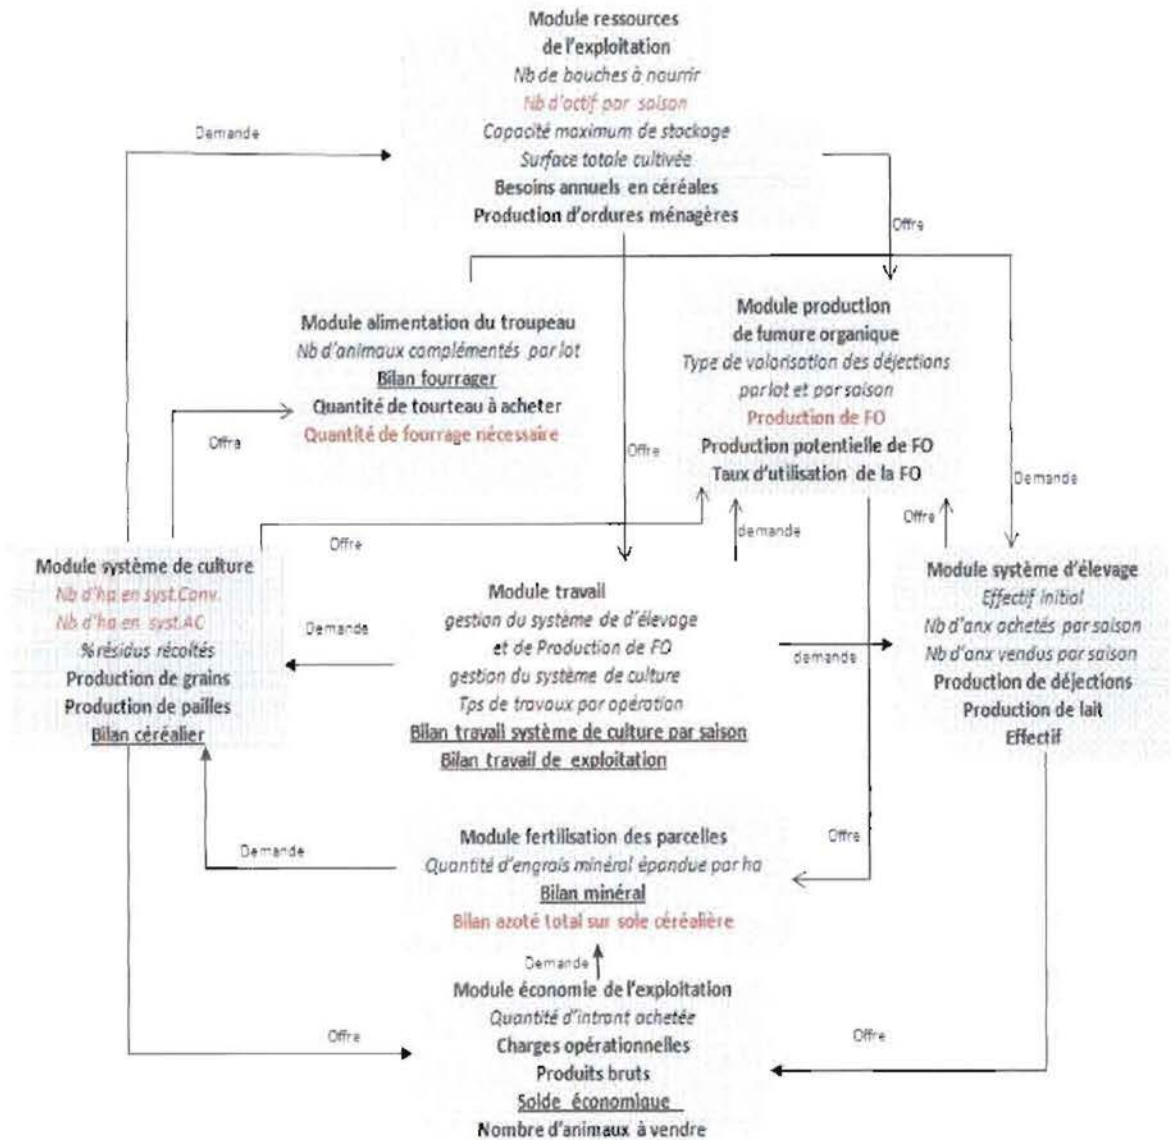 Module ressources
de l'exploitation
Nb de bouches à nourrir
Nb d'actif par saison
Capacité maximum de stockage
Surface totale cultivée
Besoins annuels en céréales
Production d'ordures ménagères
Demande
Offre
Module alimentation du troupeau
Nb d'animaux complémentés par lot
Bilan fourrager
Quantité de tourteau à acheter
Quantité de fourrage nécessaire
Offre
Offre
Module production
de fumure organique
Type de valorisation des déjections
par lot et par saison
Production de FO
Production potentielle de FO
Taux d'utilisation de la FO
Demande
Offre
demande
Offre
Module système de culture
Nb d'ha en syst.Conv.
Nb d'ha en syst.AC
% résidus récoltés
Production de grains
Production de pailles
Bilan céréalier
Demande
Module travail
gestion du système de d'élevage
et de Production de FO
gestion du système de culture
Tps de travaux par opération
Bilan travail système de culture par saison
Bilan travail de exploitation
demande
Module système d'élevage
Effectif initial
Nb d'anx achetés par saison
Nb d'anx vendus par saison
Production de déjections
Production de lait
Effectif
Demande
Module fertilisation des parcelles
Quantité d'engrais minéral épandue par ha
Bilan minéral
Bilan azoté total sur sole céréalière
Offre
Demande
Module économie de l'exploitation
Quantité d'intrant achetée
Charges opérationnelles
Produits bruts
Solde économique
Nombre d'animaux à vendre
Offre
Offre